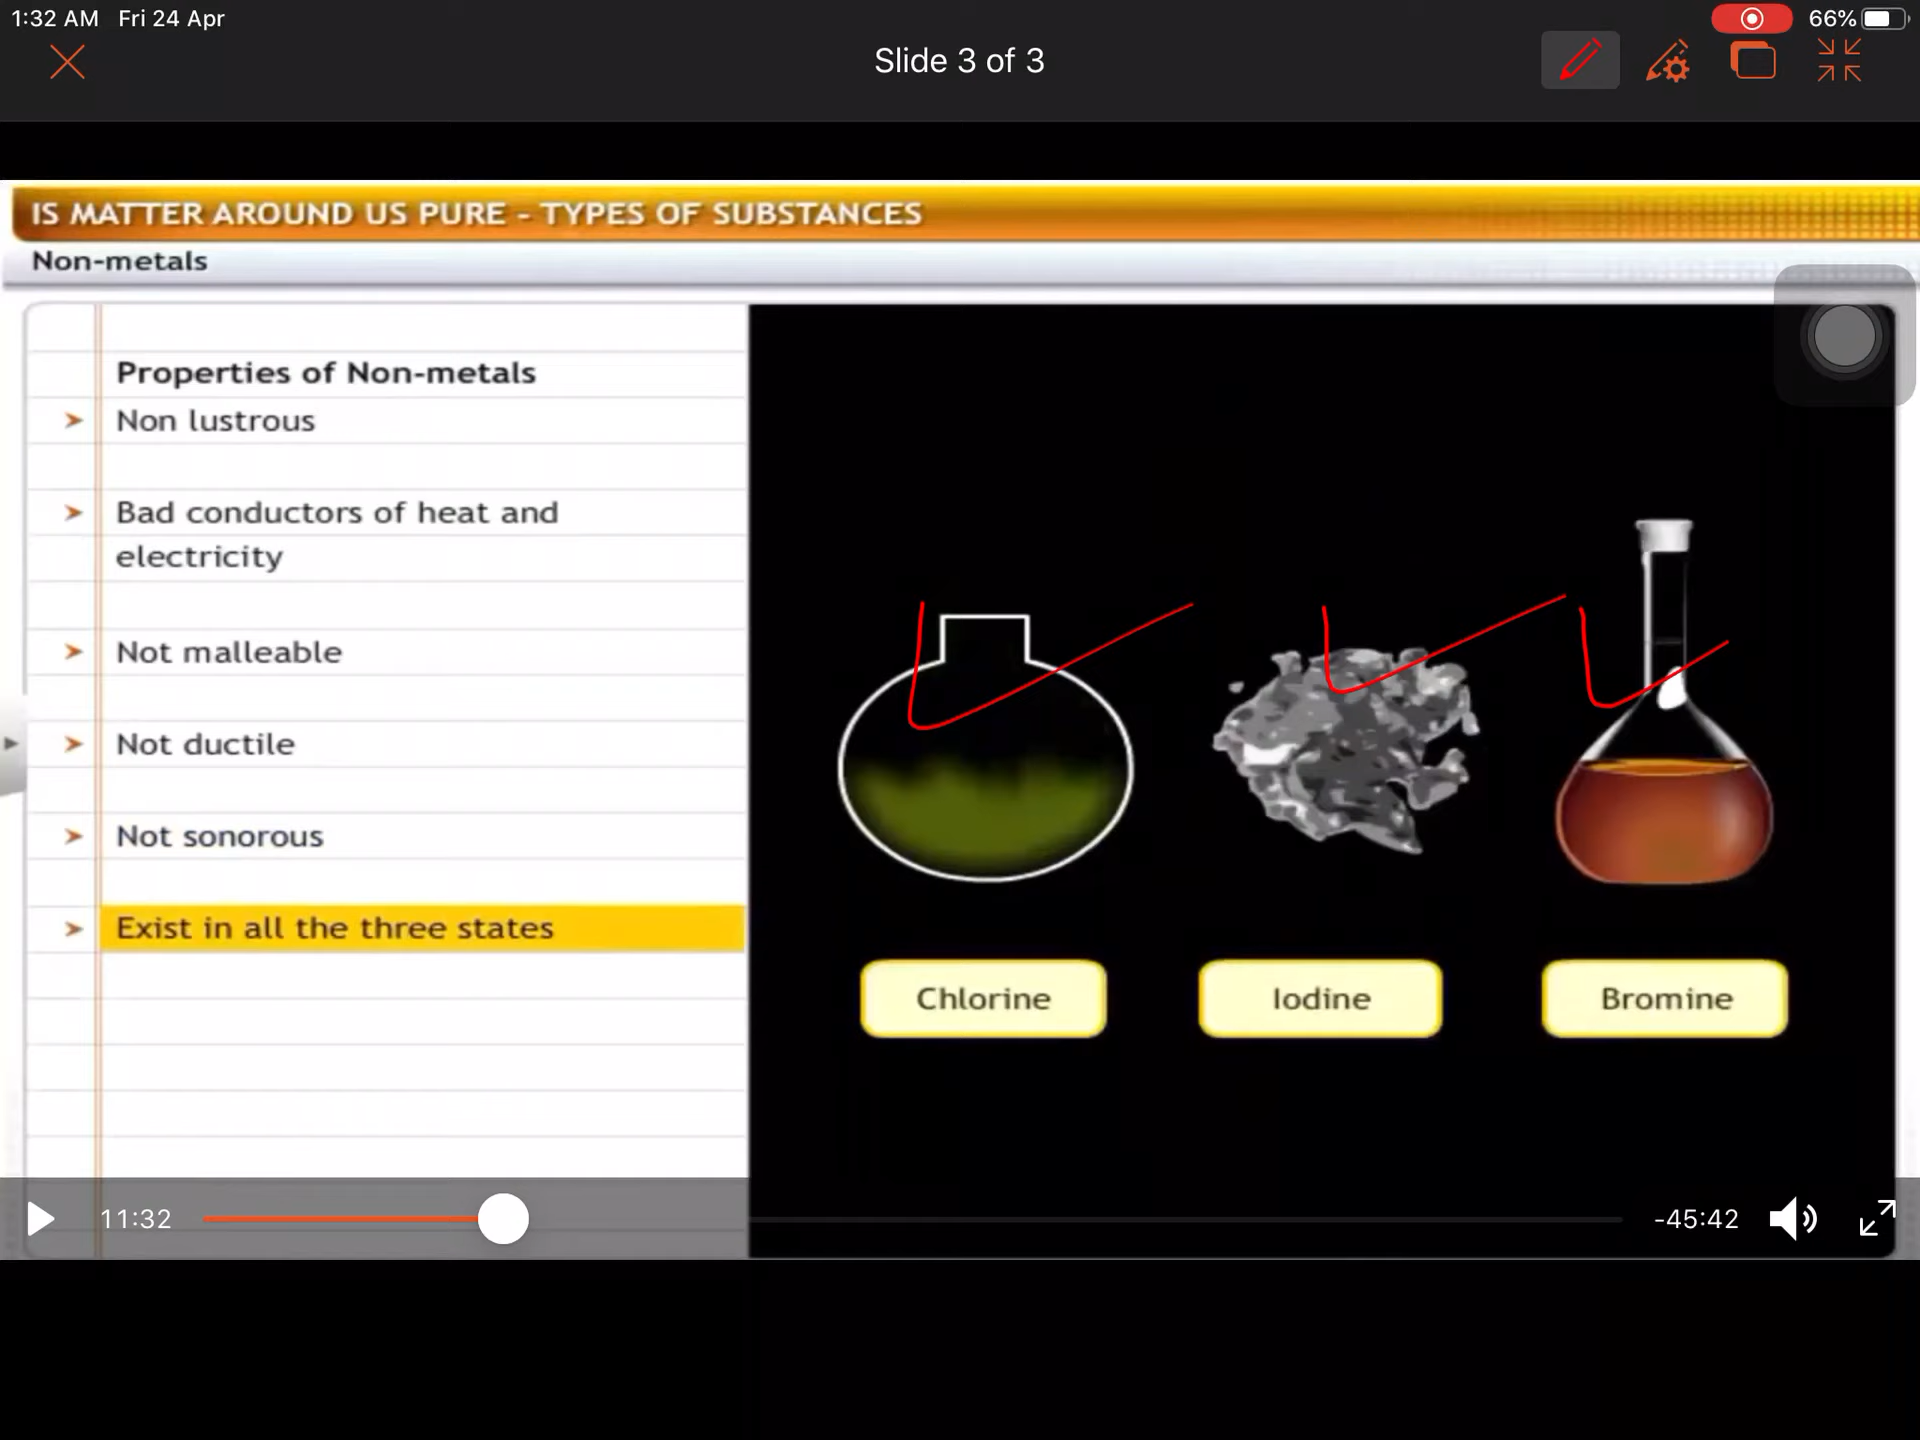 1:32 AM Fri 24 Apr
66%
Slide 3 of 3
IS MATTER AROUND US PURE - TYPES OF SUBSTANCES
Non-metals
Properties of Non-metals
➤ Non lustrous
➤ Bad conductors of heat and
electricity
➤ Not malleable
➤ Not ductile
➤ Not sonorous
➤ Exist in all the three states
Chlorine
Iodine
Bromine
11:32
-45:42